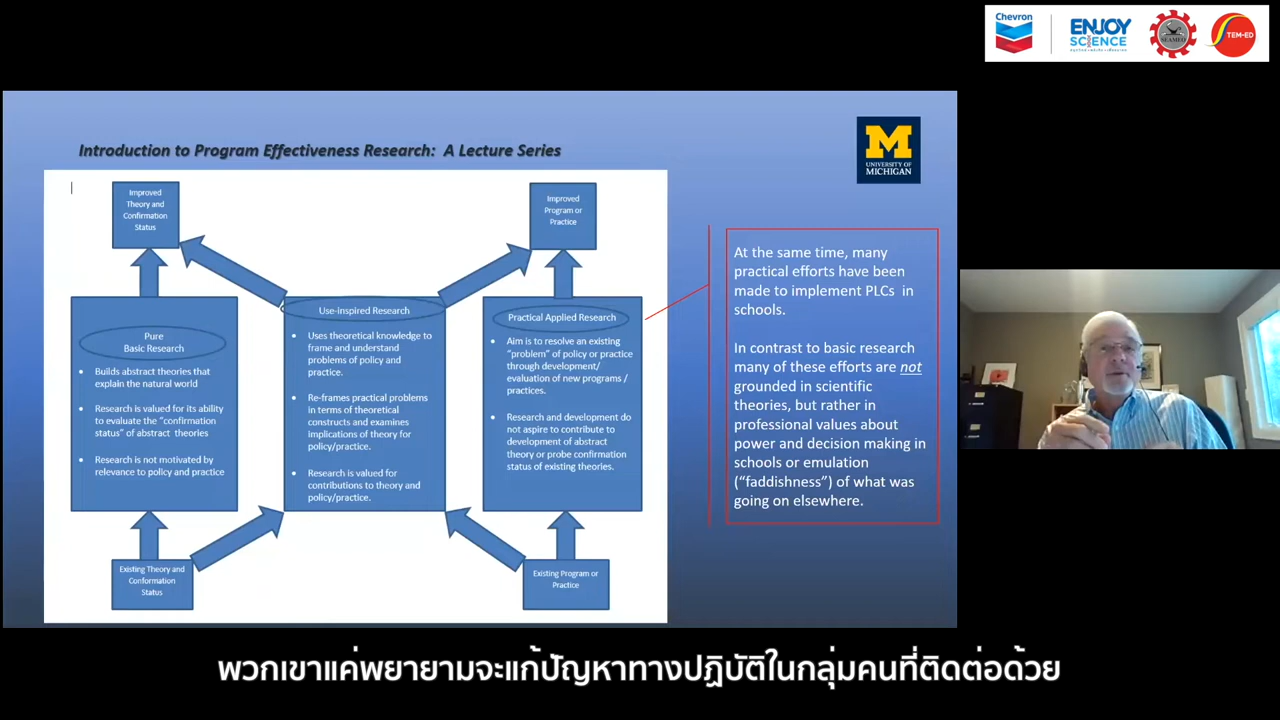 Chevron
ENJOY
SCIENCE
SEAMEO
STEM-ED
Introduction to Program Effectiveness Research: A Lecture Series
M
UNIVERSITY OF
MICHIGAN
Improved
Theory and
Confirmation
Status
Improved
Program or
Practice
Pure
Basic Research
• Builds abstract theories that
explain the natural world
• Research is valued for its ability
to evaluate the “confirmation
status” of abstract theories
• Research is not motivated by
relevance to policy and practice
Use-inspired Research
• Uses theoretical knowledge to
frame and understand
problems of policy and
practice.
• Re-frames practical problems
in terms of theoretical
constructs and examines
implications of theory for
policy/practice.
• Research is valued for
contributions to theory and
policy/practice.
Practical Applied Research
• Aim is to resolve an existing
“problem” of policy or practice
through development/
evaluation of new programs /
practices.
• Research and development do
not aspire to contribute to
development of abstract
theory or probe confirmation
status of existing theories.
Existing Theory and
Conformation
Status
Existing Program or
Practice
At the same time, many
practical efforts have been
made to implement PLCs in
schools.
In contrast to basic research
many of these efforts are not
grounded in scientific
theories, but rather in
professional values about
power and decision making in
schools or emulation
(“faddishness”) of what was
going on elsewhere.
พวกเขาแค่พยายามจะแก้ปัญหาทางปฏิบัติในกลุ่มคนที่ติดต่อด้วย